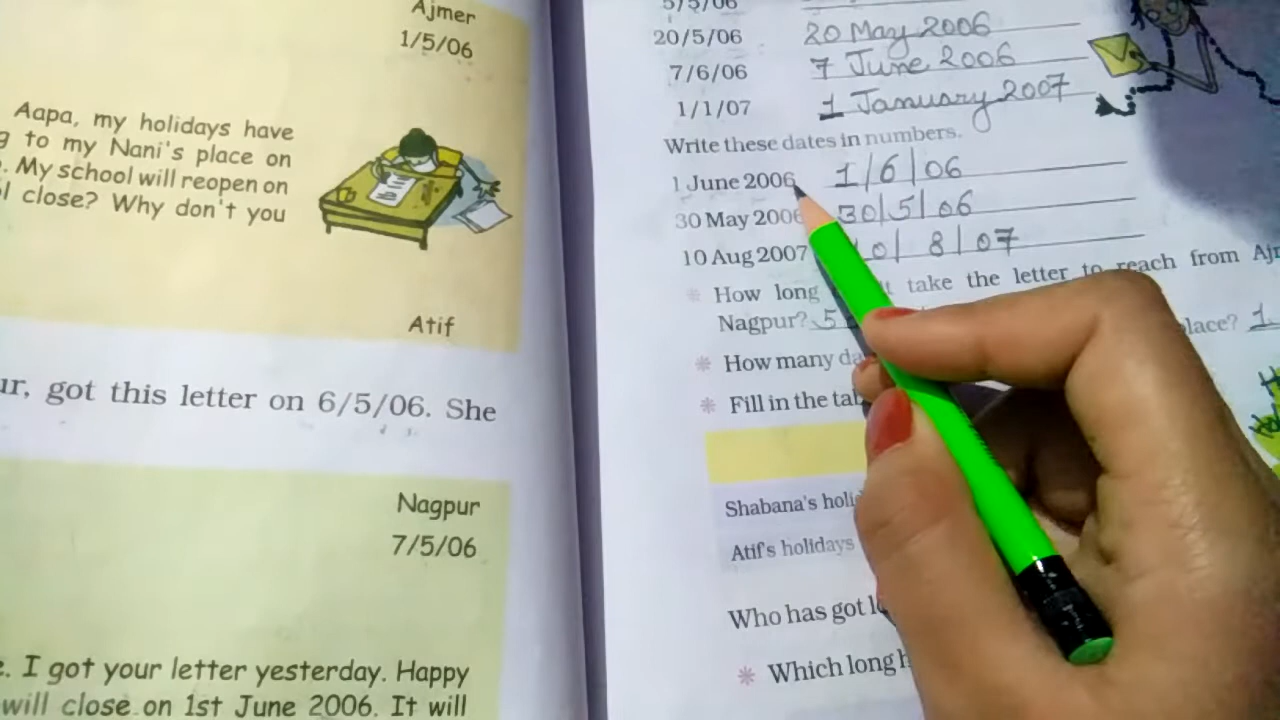 Ajmer
1/5/06
Aapa, my holidays have
to my Nani's place on
. My school will reopen on
close? Why don't you
Atif
got this letter on 6/5/06. She
Nagpur
7/5/06
. I got your letter yesterday. Happy
will close on 1st June 2006. It will
5/5/06
20/5/06 20 May 2006
7/6/06 7 June 2006
1/1/07 1 January 2007
Write these dates in numbers.
1 June 2006 1/6/06
30 May 2006 30/5/06
10 Aug 2007 10/8/07
How long take the letter to reach from
Nagpur? 5 place? 1
How many
Fill in the
Shabana's
Atif's holidays
Who has got
Which long